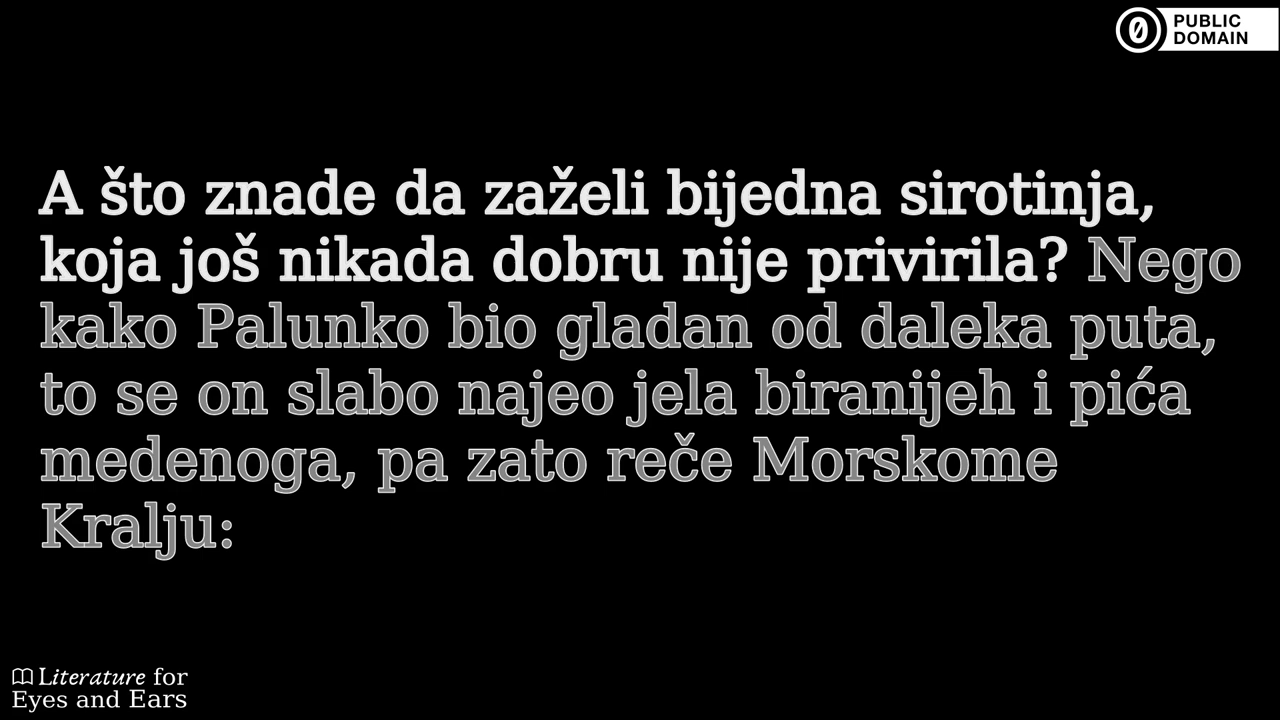 PUBLIC
DOMAIN
A što znade da zaželi bijedna sirotinja,
koja još nikada dobru nije privirila? Nego
kako Palunko bio gladan od daleka puta,
to se on slabo najeo jela biranijeh i pića
medenoga, pa zato reče Morskome
Kralju:
Literature for
Eyes and Ears